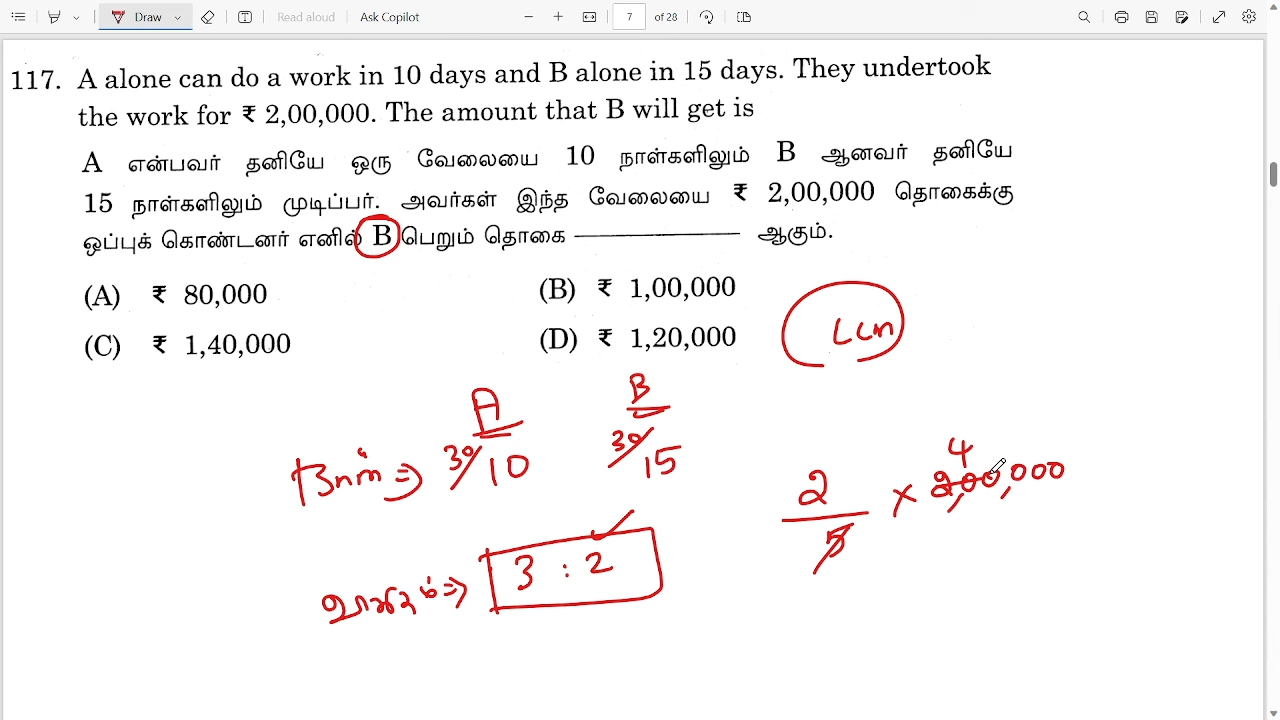 Draw
Read aloud
Ask Copilot
7
of 28
117. A alone can do a work in 10 days and B alone in 15 days. They undertook
the work for ₹ 2,00,000. The amount that B will get is
A என்பவர் தனியே ஒரு வேலையை 10 நாள்களிலும் B ஆனவர் தனியே
15 நாள்களிலும் முடிப்பர். அவர்கள் இந்த வேலையை ₹ 2,00,000 தொகைக்கு
ஒப்புக் கொண்டனர் எனில் B பெறும் தொகை ———— ஆகும்.
(A) ₹ 80,000
(B) ₹ 1,00,000
(C) ₹ 1,40,000
(D) ₹ 1,20,000
LCM
A B
நாள் => 30/10 30/15
3 : 2
2/5 × 2,00,000
4